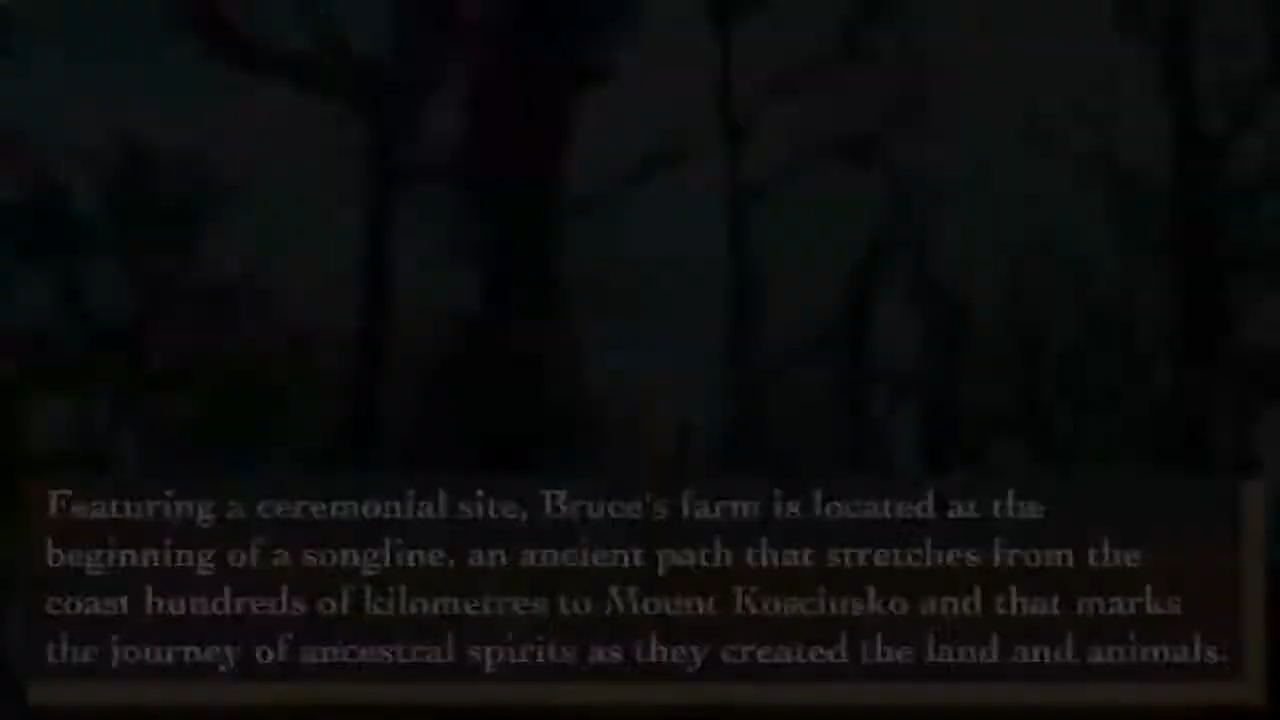 Featuring a ceremonial site, Bruce's farm is located at the
beginning of a songline, an ancient path that stretches from the
coast hundreds of kilometres to Mount Kosciusko and that marks
the journey of ancestral spirits as they created the land and animals.